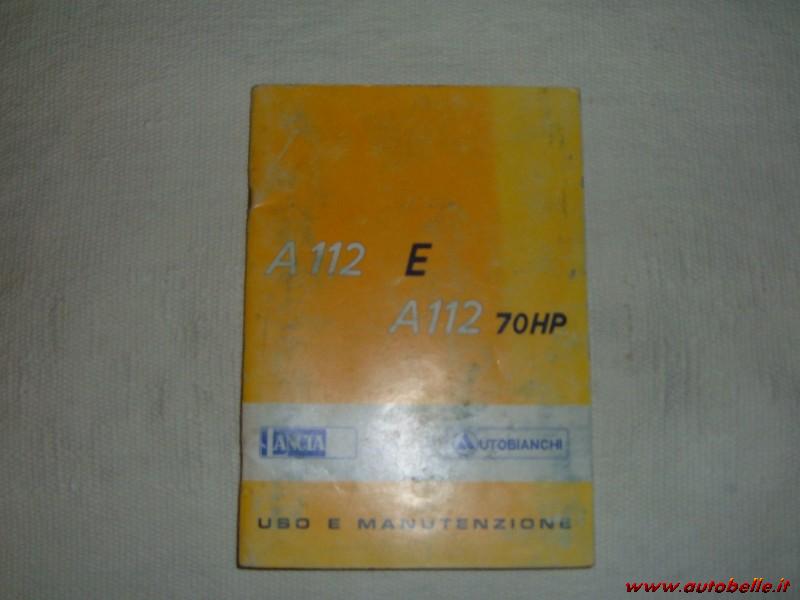 A112 E
A112 70HP
LANCIA AUTOBIANCHI
USO E MANUTENZIONE
www.autobelle.it